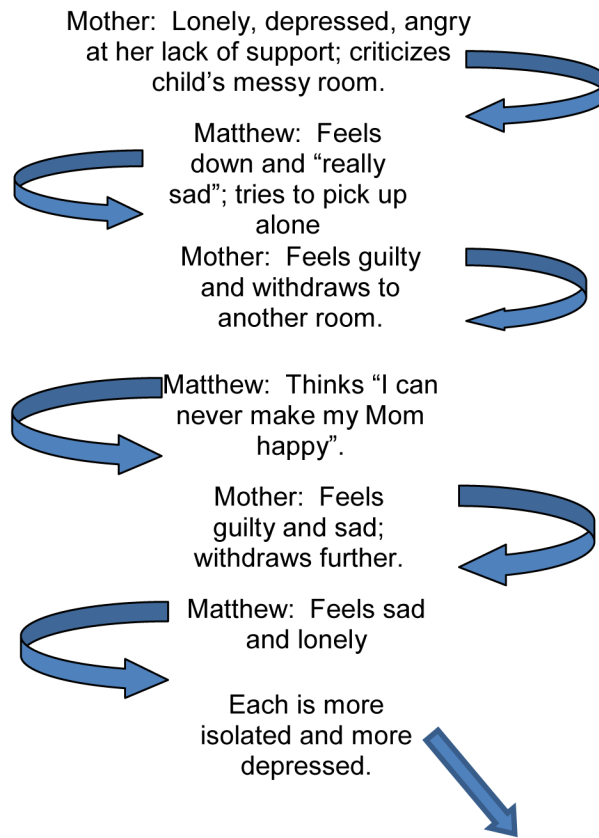 Mother:  Lonely, depressed, angry
at her lack of support; criticizes
child’s messy room.
Matthew:  Feels
down and “really
sad”; tries to pick up
alone
Mother:  Feels guilty
and withdraws to
another room.
Matthew:  Thinks “I can
never make my Mom
happy”.
Mother:  Feels
guilty and sad;
withdraws further.
Matthew:  Feels sad
and lonely
Each is more
isolated and more
depressed.